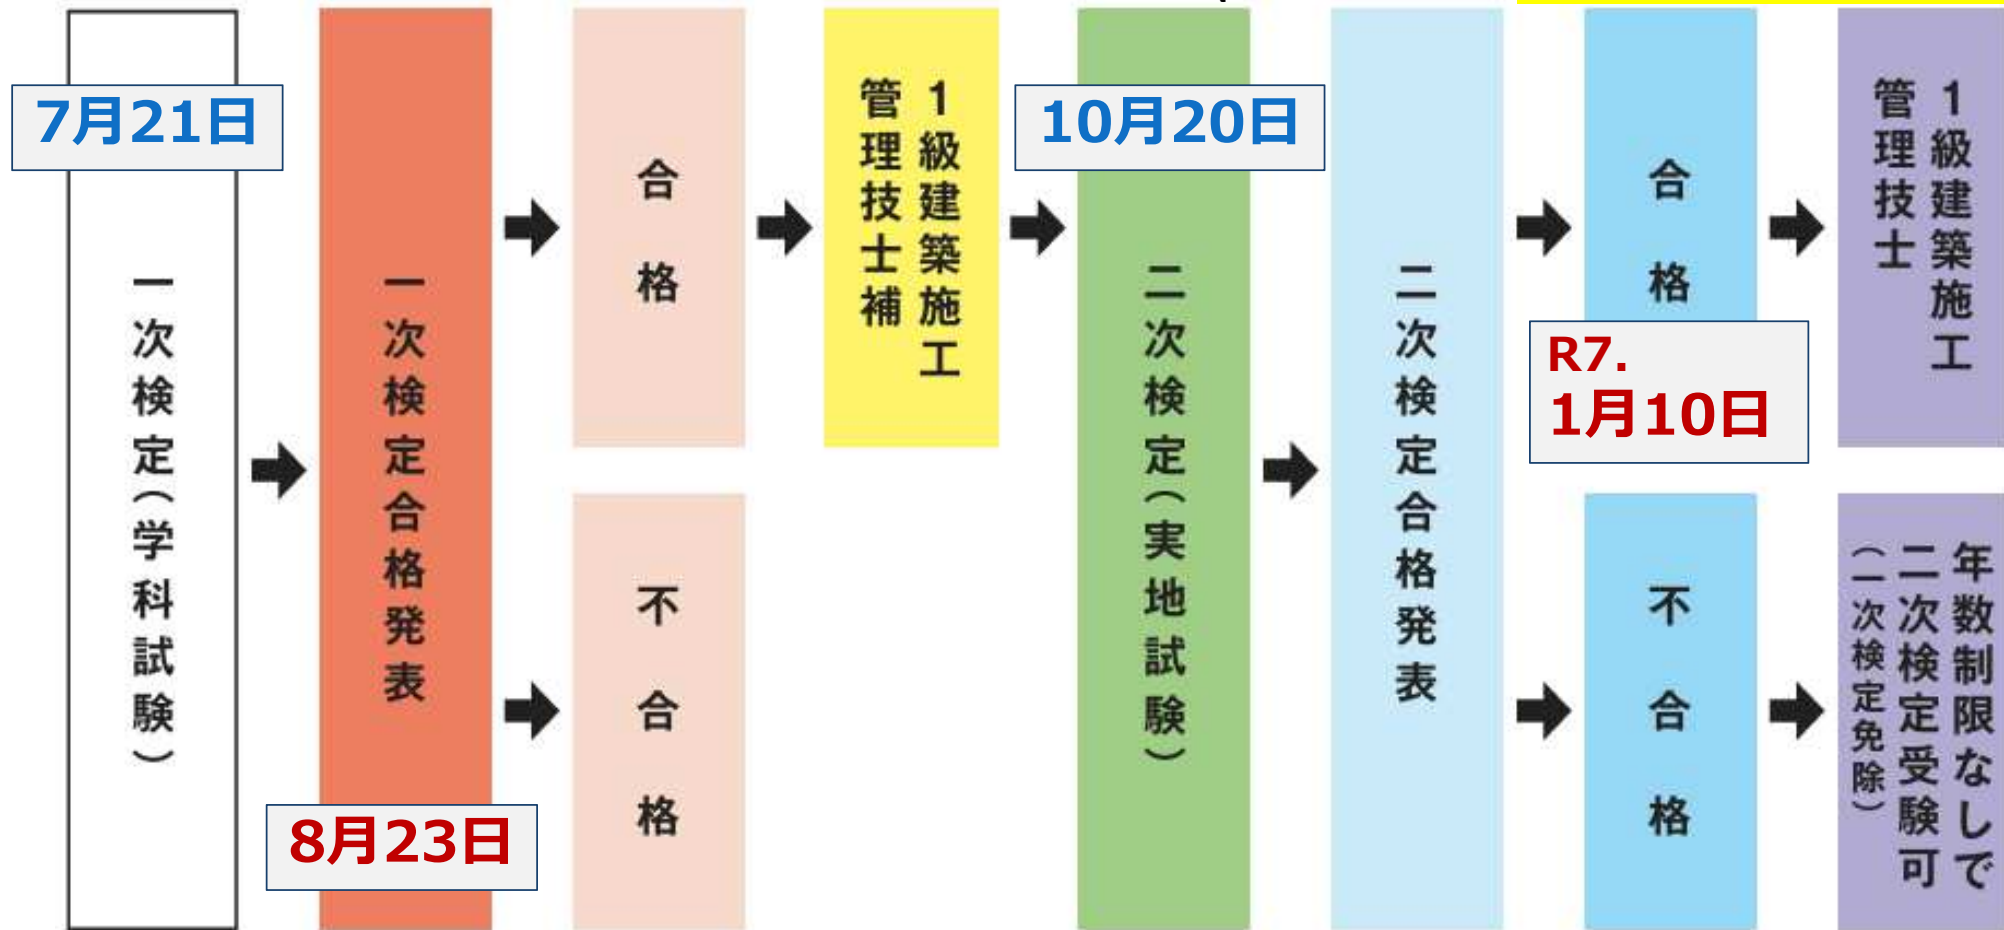 7月21日
一次検定(学科試験)
一次検定合格発表
8月23日
合格
不合格
1級建築施工
管理技士補
10月20日
二次検定(実地試験)
二次検定合格発表
合格
R7.
1月10日
不合格
1級建築施工
管理技士
年数制限なしで
二次検定受験可
(一次検定免除)